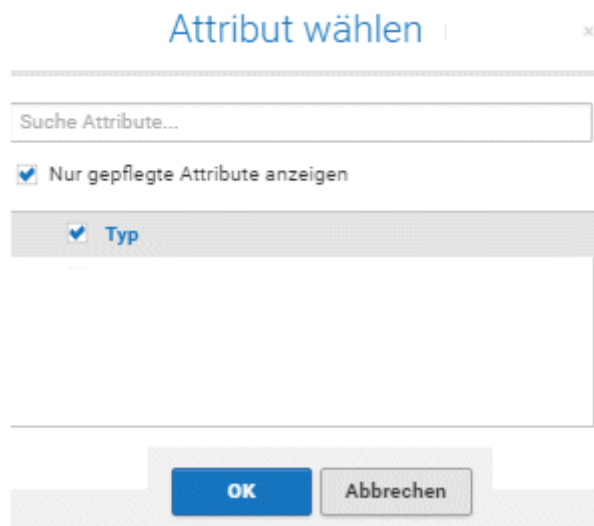 Attribut wählen
Suche Attribute...
Nur gepflegte Attribute anzeigen
Typ
OK Abbrechen